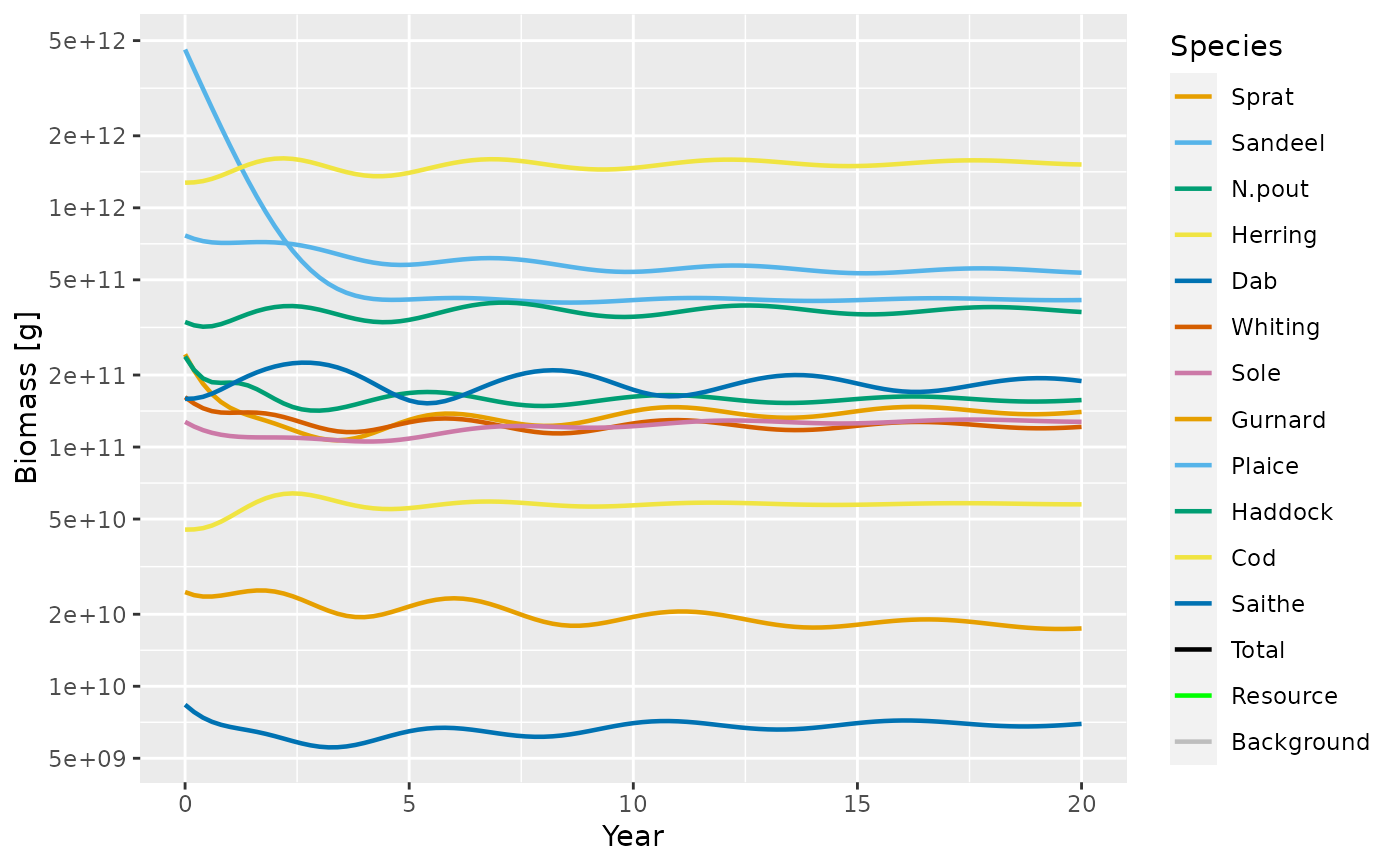 5e+12
2e+12
1e+12
5e+11
2e+11
1e+11
5e+10
2e+10
1e+10
5e+09
Biomass [g]
0 5 10 15 20
Year
Species
Sprat
Sandeel
N.pout
Herring
Dab
Whiting
Sole
Gurnard
Plaice
Haddock
Cod
Saithe
Total
Resource
Background